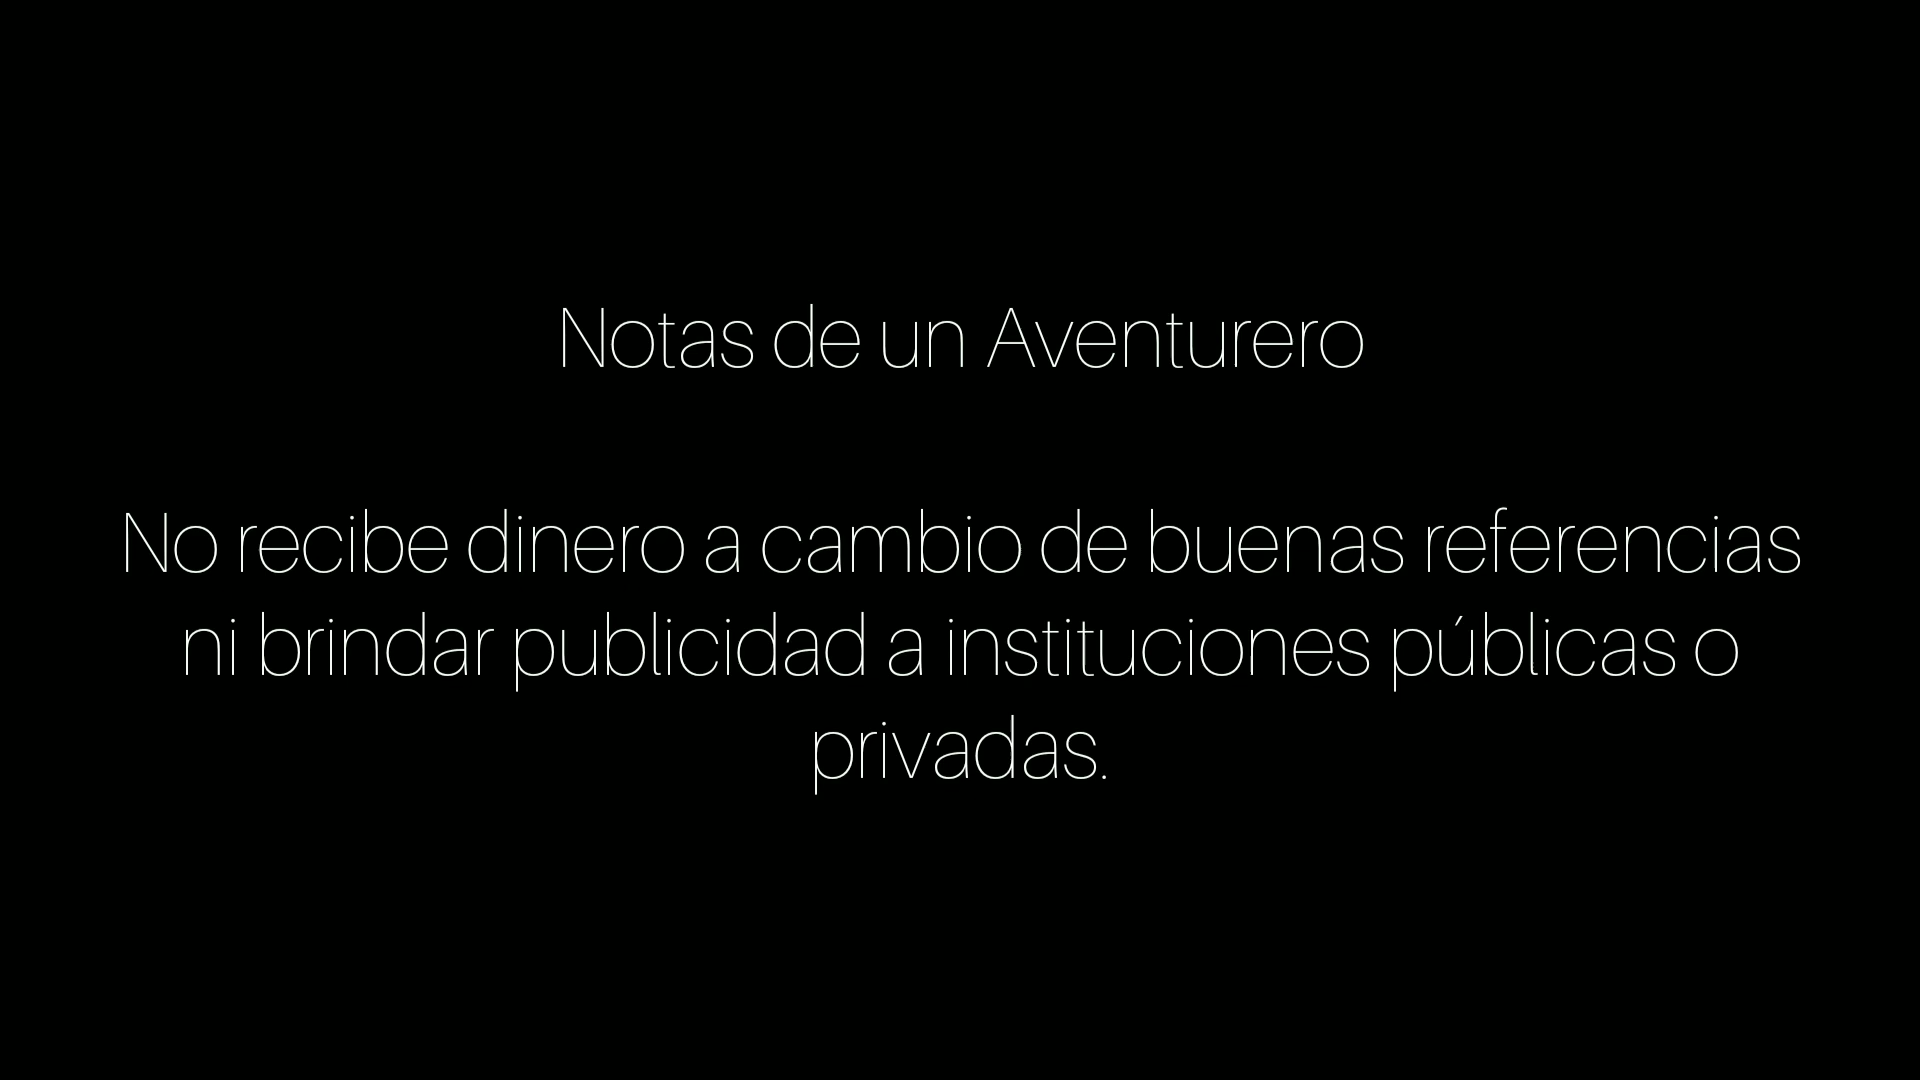 Notas de un Aventurero
No recibe dinero a cambio de buenas referencias
ni brindar publicidad a instituciones públicas o
privadas.